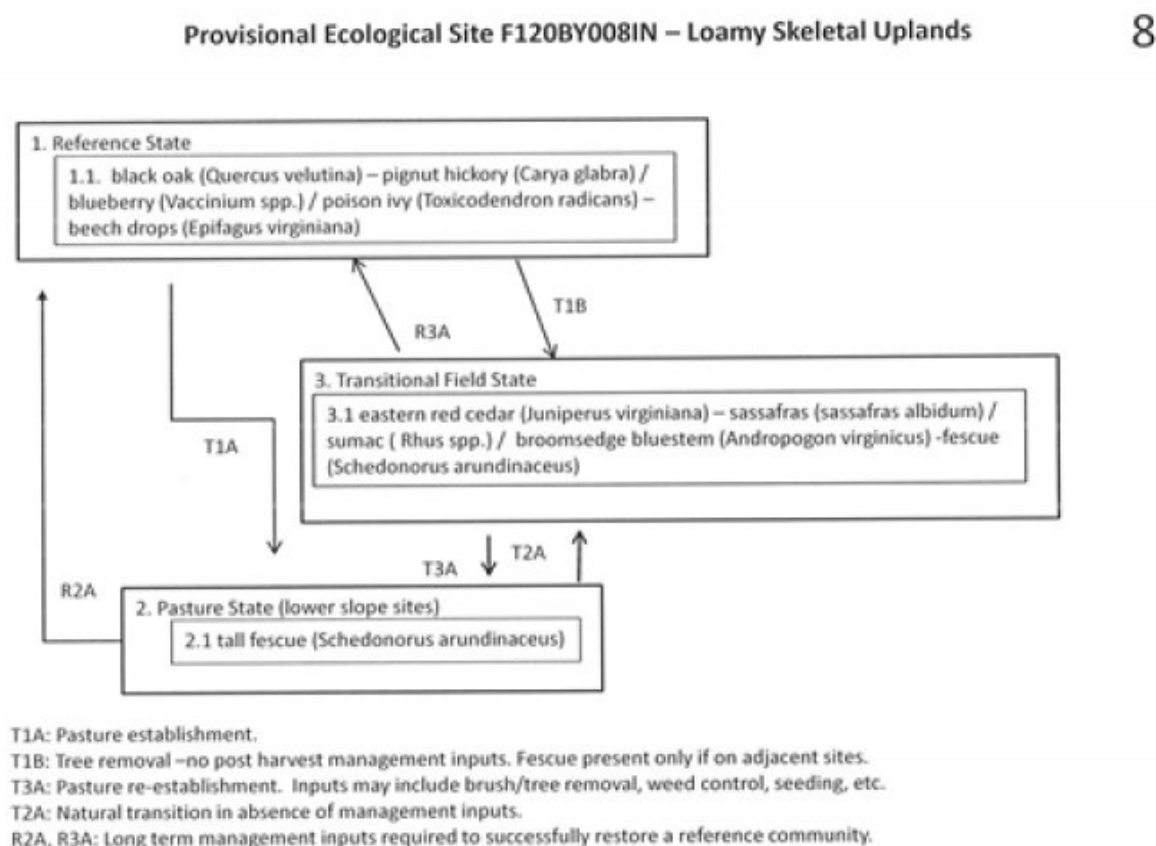 Provisional Ecological Site F120BY008IN – Loamy Skeletal Uplands
8
1. Reference State
1.1. black oak (Quercus velutina) – pignut hickory (Carya glabra) /
blueberry (Vaccinium spp.) / poison ivy (Toxicodendron radicans) –
beech drops (Epifagus virginiana)
T1B
R3A
3. Transitional Field State
3.1 eastern red cedar (Juniperus virginiana) – sassafras (sassafras albidum) /
sumac ( Rhus spp.) / broomsedge bluestem (Andropogon virginicus) -fescue
(Schedonorus arundinaceus)
T1A
T2A
T3A
R2A
2. Pasture State (lower slope sites)
2.1 tall fescue (Schedonorus arundinaceus)
T1A: Pasture establishment.
T1B: Tree removal –no post harvest management inputs. Fescue present only if on adjacent sites.
T3A: Pasture re-establishment. Inputs may include brush/tree removal, weed control, seeding, etc.
T2A: Natural transition in absence of management inputs.
R2A, R3A: Long term management inputs required to successfully restore a reference community.